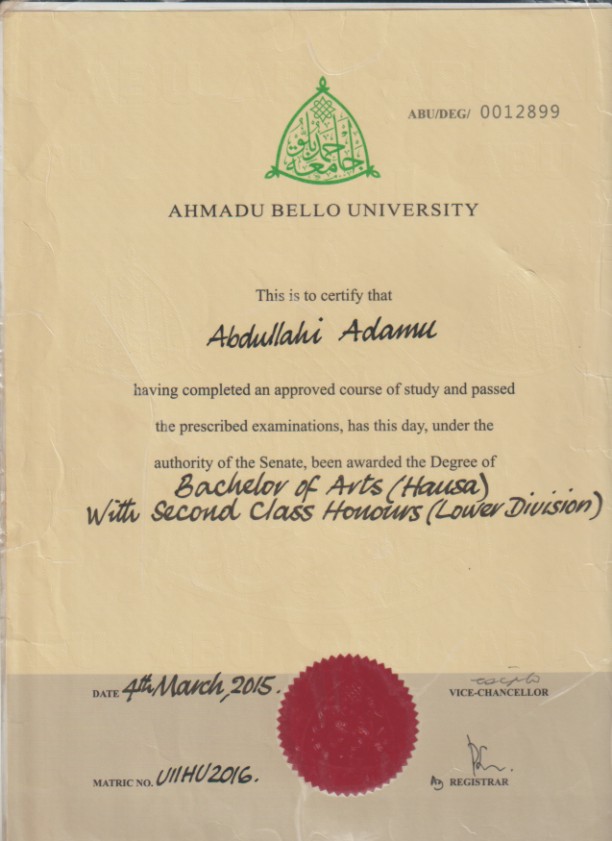 ABU/DEG/ 0012899
جامعة أحمدبلو
AHMADU BELLO UNIVERSITY
This is to certify that
Abdullahi Adamu
having completed an approved course of study and passed
the prescribed examinations, has this day, under the
authority of the Senate, been awarded the Degree of
Bachelor of Arts (Hausa)
With Second Class Honours (Lower Division)
DATE 4th March, 2015.
VICE-CHANCELLOR
MATRIC NO. U11HU2016.
Ag REGISTRAR